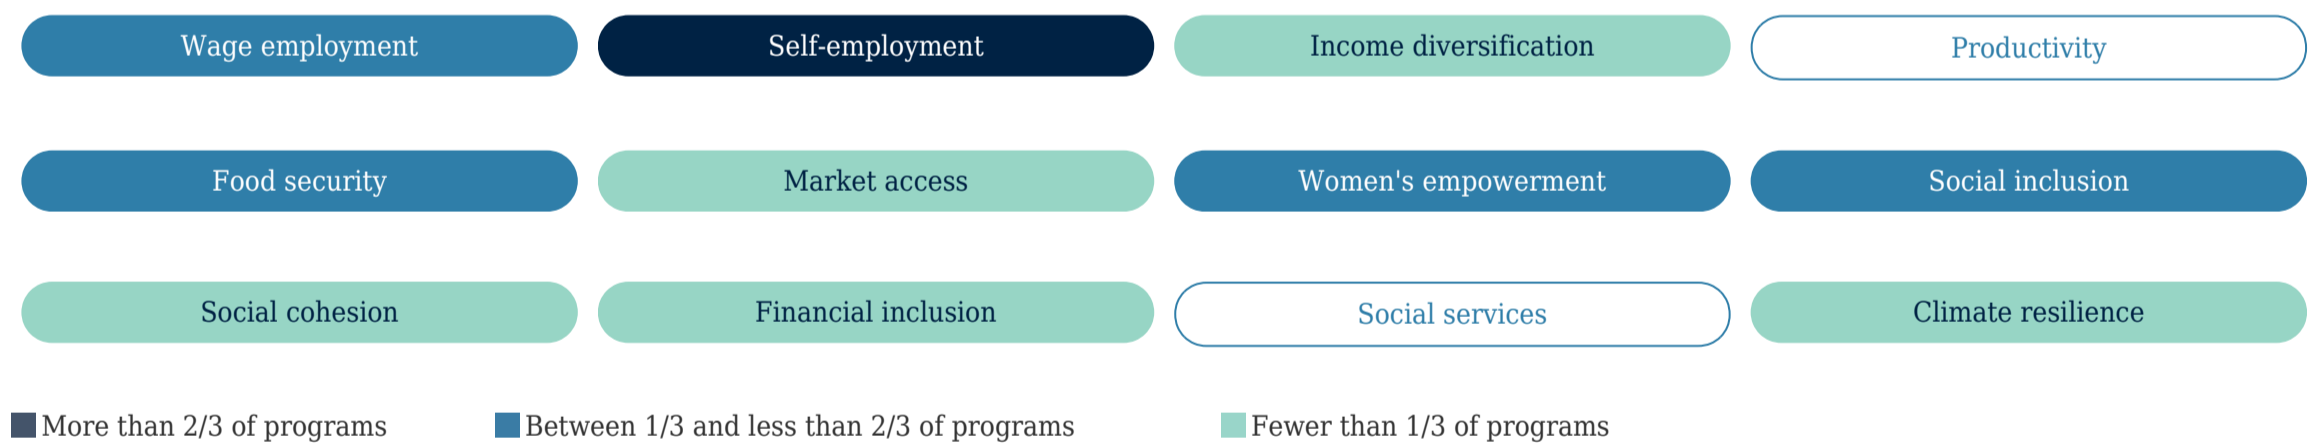 Wage employment
Self-employment
Income diversification
Productivity
Food security
Market access
Women's empowerment
Social inclusion
Social cohesion
Financial inclusion
Social services
Climate resilience
More than 2/3 of programs
Between 1/3 and less than 2/3 of programs
Fewer than 1/3 of programs